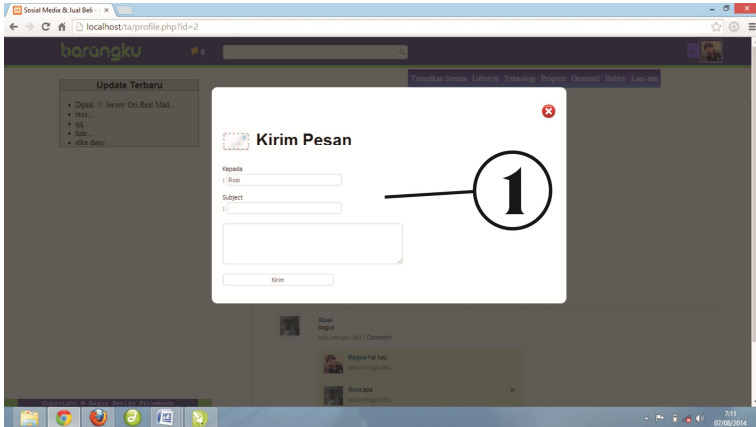 Sosial Media & Jual Beli -
localhost/ta/profile.php?id=2
barangku
0
Tampilkan Semua Lifestyle Teknologi Properti Otomotif Hobby Lain-lain
Update Terbaru
Dijual..!! Jersey Ori Real Mad...
tess...
qq...
luar...
elke dany...
Kirim Pesan
Kepada
: Rosi
Subject
:
Kirim
1
Rosi
bagus
satu minggu lalu | Comment
Bagus ha kau
satu minggu lalu
Rosi apa
satu minggu lalu
x
Copyright © Bagus Setiyo Priambodo
7:11
07/08/2014